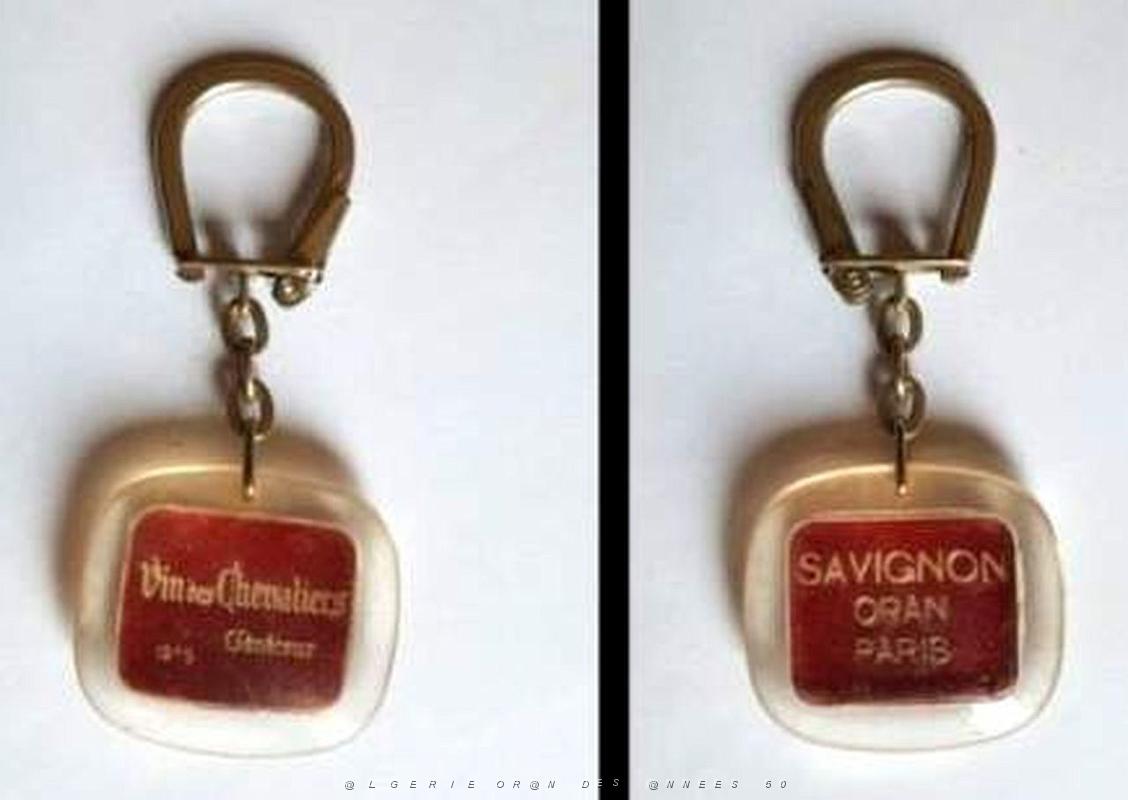 Vin des Chevaliers
SAVIGNON
ORAN
PARIS
@LGERIE OR@N DES @NNEES 50